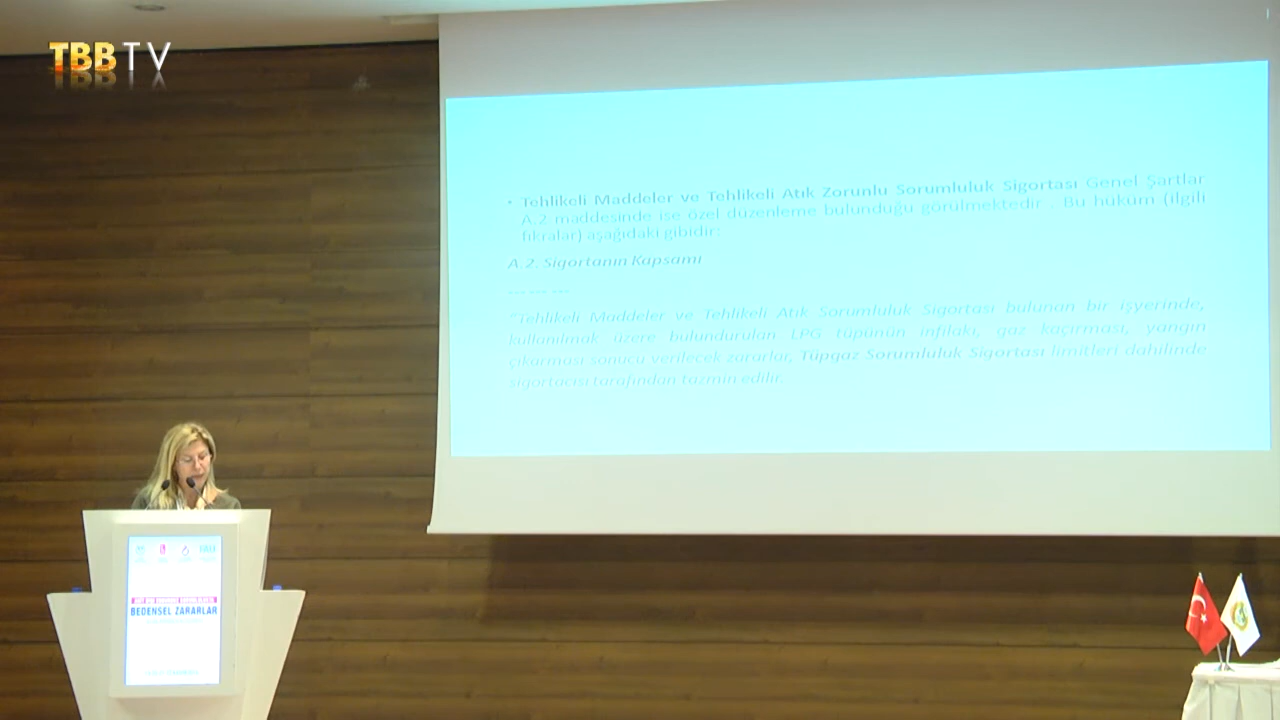 TBB TV
• Tehlikeli Maddeler ve Tehlikeli Atık Zorunlu Sorumluluk Sigortası Genel Şartlar
A.2 maddesinde ise özel düzenleme bulunduğu görülmektedir . Bu hüküm (ilgili
fıkralar) aşağıdaki gibidir:
A.2. Sigortanın Kapsamı
--- --- ---
"Tehlikeli Maddeler ve Tehlikeli Atık Sorumluluk Sigortası bulunan bir işyerinde,
kullanılmak üzere bulundurulan LPG tüpünün infilakı, gaz kaçırması, yangın
çıkarması sonucu verilecek zararlar, Tüpgaz Sorumluluk Sigortası limitleri dahilinde
sigortacısı tarafından tazmin edilir.
BEDENSEL ZARARLAR